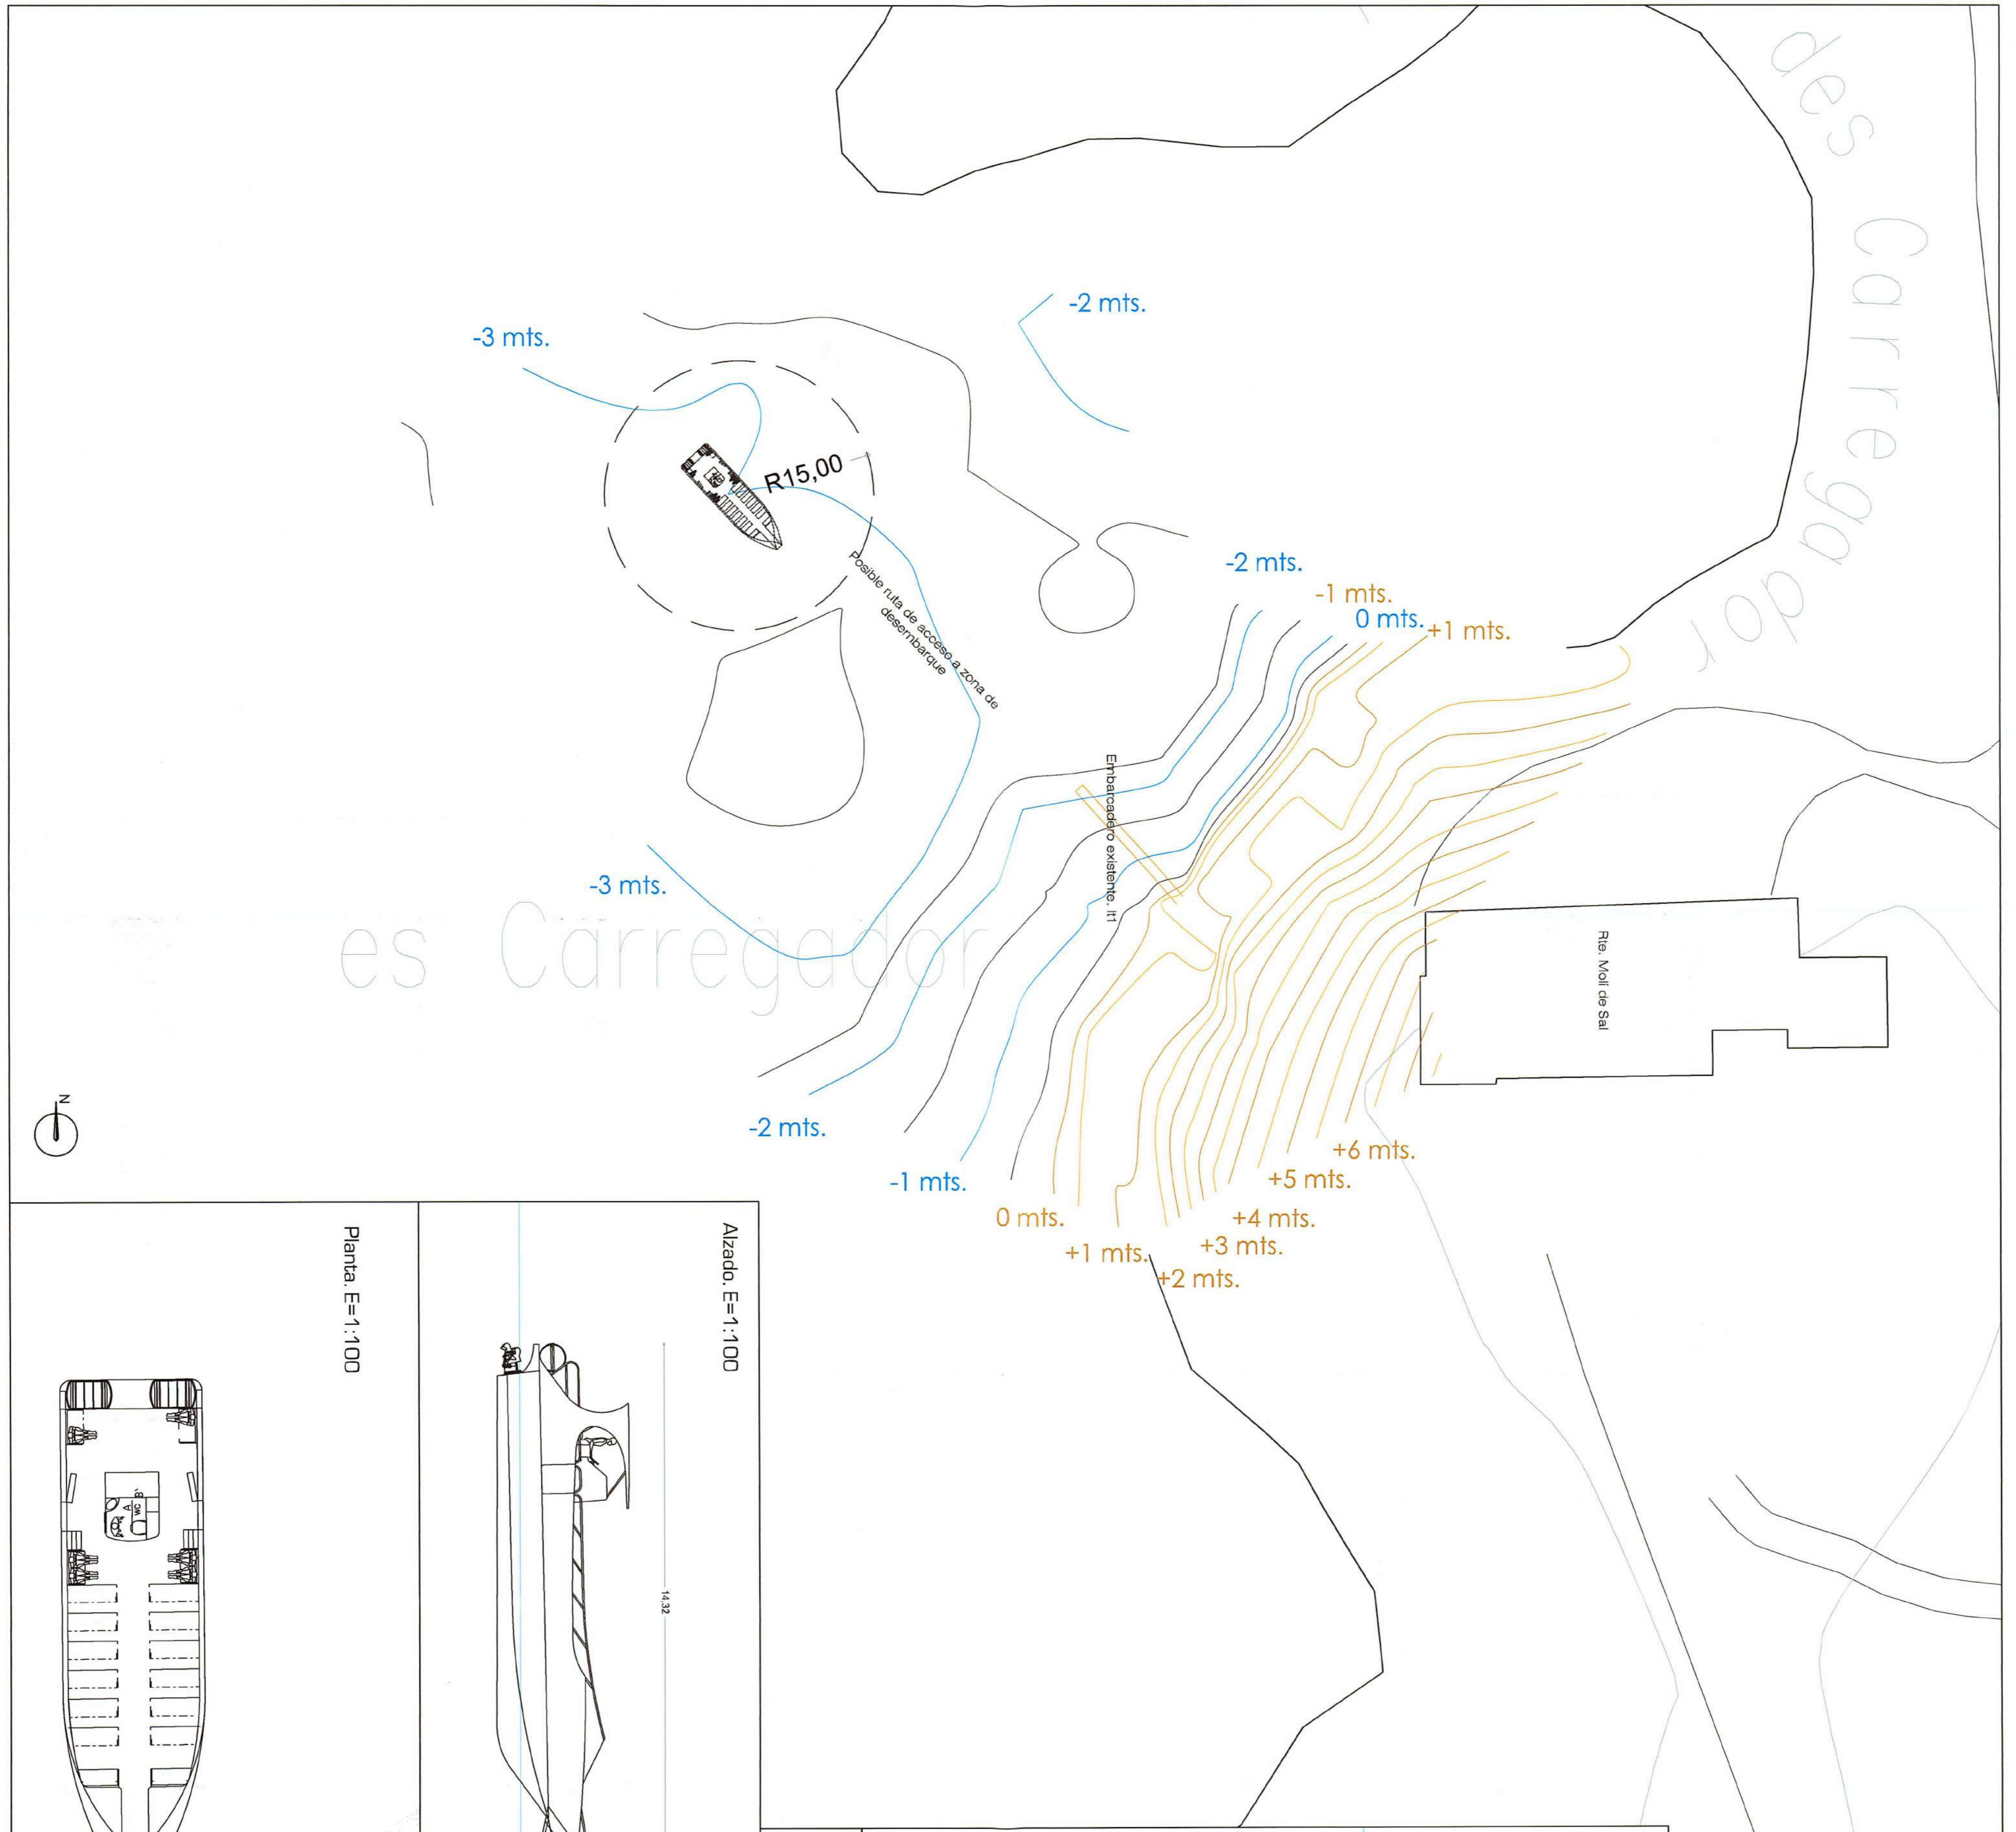 des Carregador
-2 mts.
-3 mts.
R15,00
Posible ruta de acceso a zona de
desembarque
-2 mts.
-1 mts.
0 mts.
+1 mts.
Embarcadero existente. It1
-3 mts.
es Carregador
Rte. Molí de Sal
N
-2 mts.
-1 mts.
0 mts.
+1 mts.
+2 mts.
+3 mts.
+4 mts.
+5 mts.
+6 mts.
Planta. E=1:100
Alzado. E=1:100
14,32
WC
A